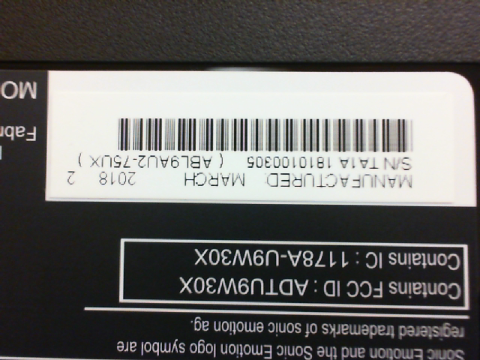 Sonic Emotion and the Sonic Emotion logo symbol are
registered trademarks of sonic emotion ag.
Contains FCC ID : ADTU9W30X
Contains IC : 1178A-U9W30X
MANUFACTURED: MARCH 2018 2
S/N TA1A 1810100305 ( ABL9AU2-75UX )